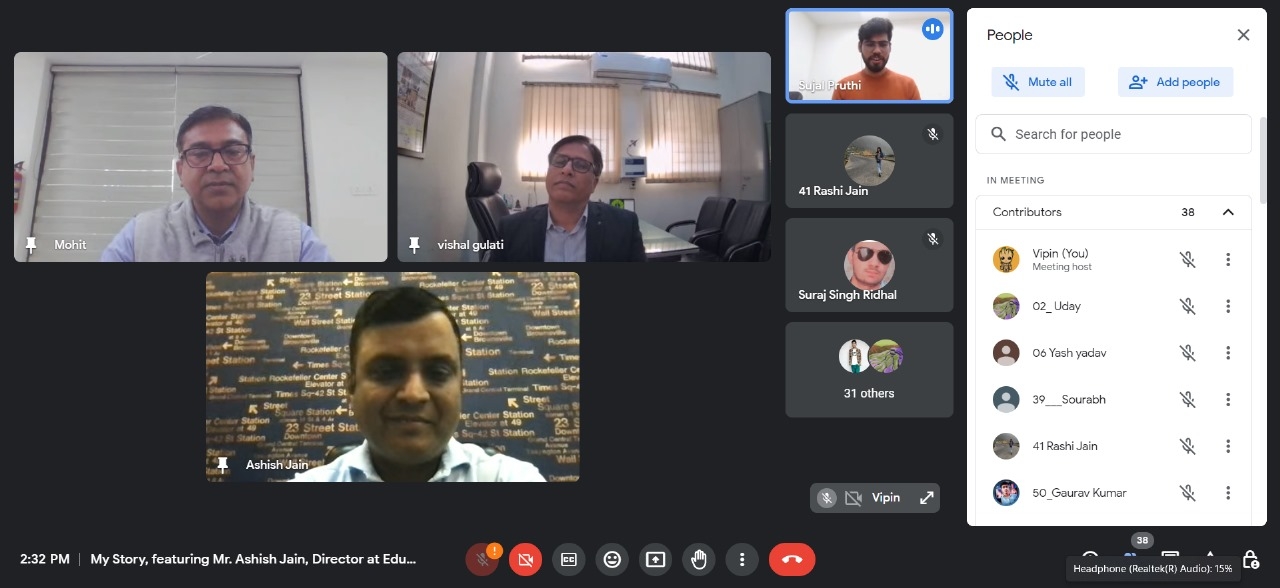 Mohit
vishal gulati
Ashish Jain
Sujal Pruthi
41 Rashi Jain
Suraj Singh Ridhal
31 others
Vipin
People
Mute all
Add people
Search for people
IN MEETING
Contributors 38
Vipin (You)
Meeting host
02_ Uday
06 Yash yadav
39___Sourabh
41 Rashi Jain
50_Gaurav Kumar
2:32 PM | My Story, featuring Mr. Ashish Jain, Director at Edu...
38
Headphone (Realtek(R) Audio): 15%